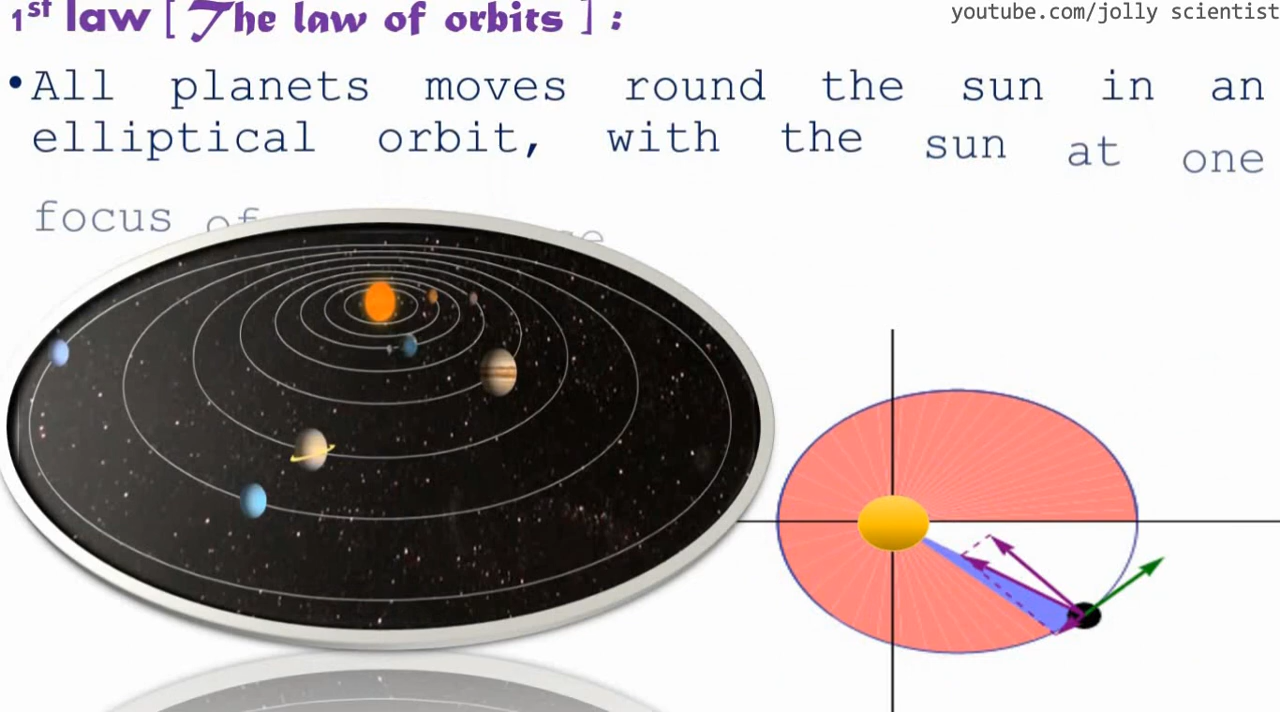 1st law [ The law of orbits ] :
youtube.com/jolly scientist
•All planets moves round the sun in an
elliptical orbit, with the sun at one
focus of